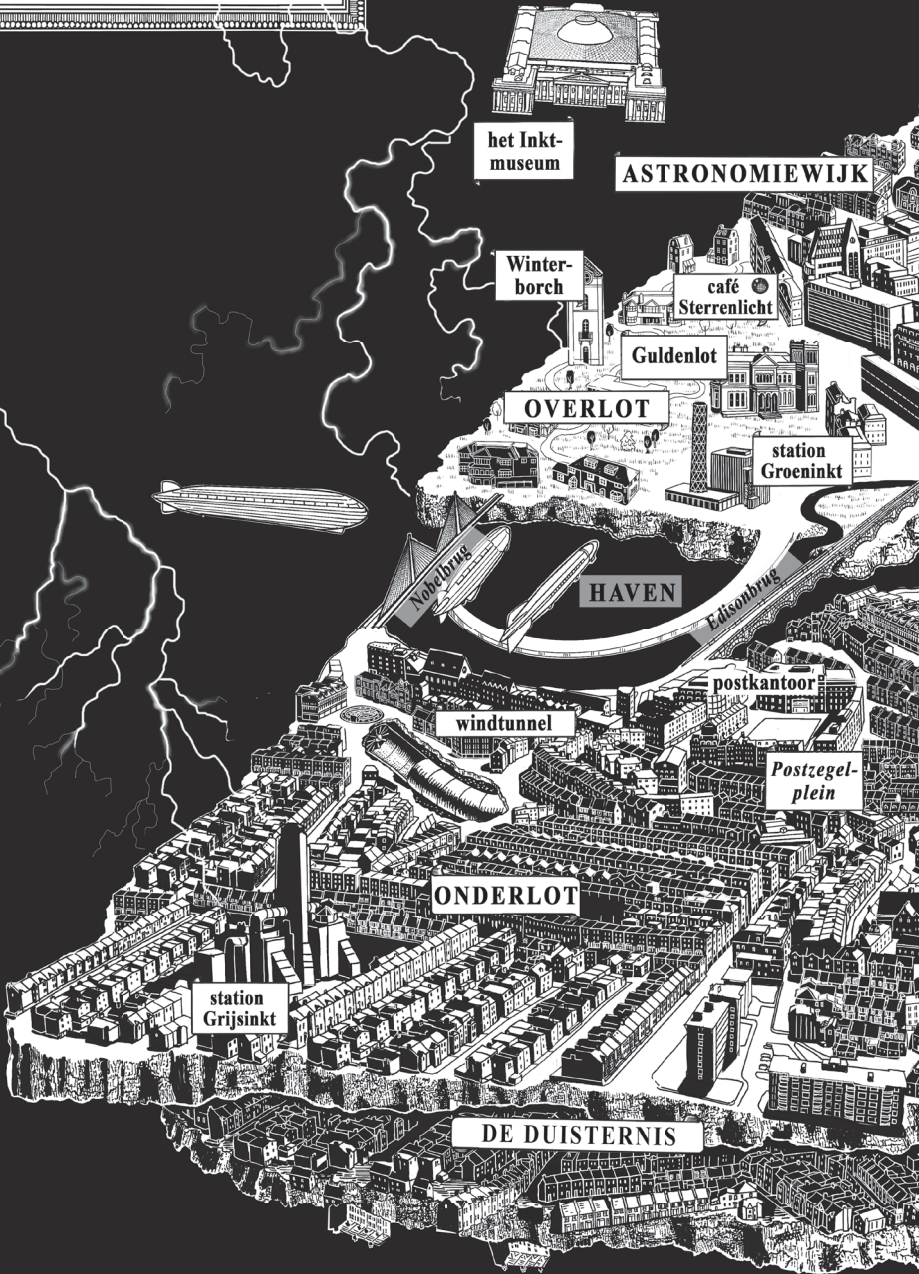 het Inkt-
museum
ASTRONOMIEWIJK
Winter-
borch
café
Sterrenlicht
Guldenlot
OVERLOT
station
Groeninkt
Nobelbrug
HAVEN
Edisonbrug
postkantoor
windtunnel
Postzegel-
plein
ONDERLOT
station
Grijsinkt
DE DUISTERNIS